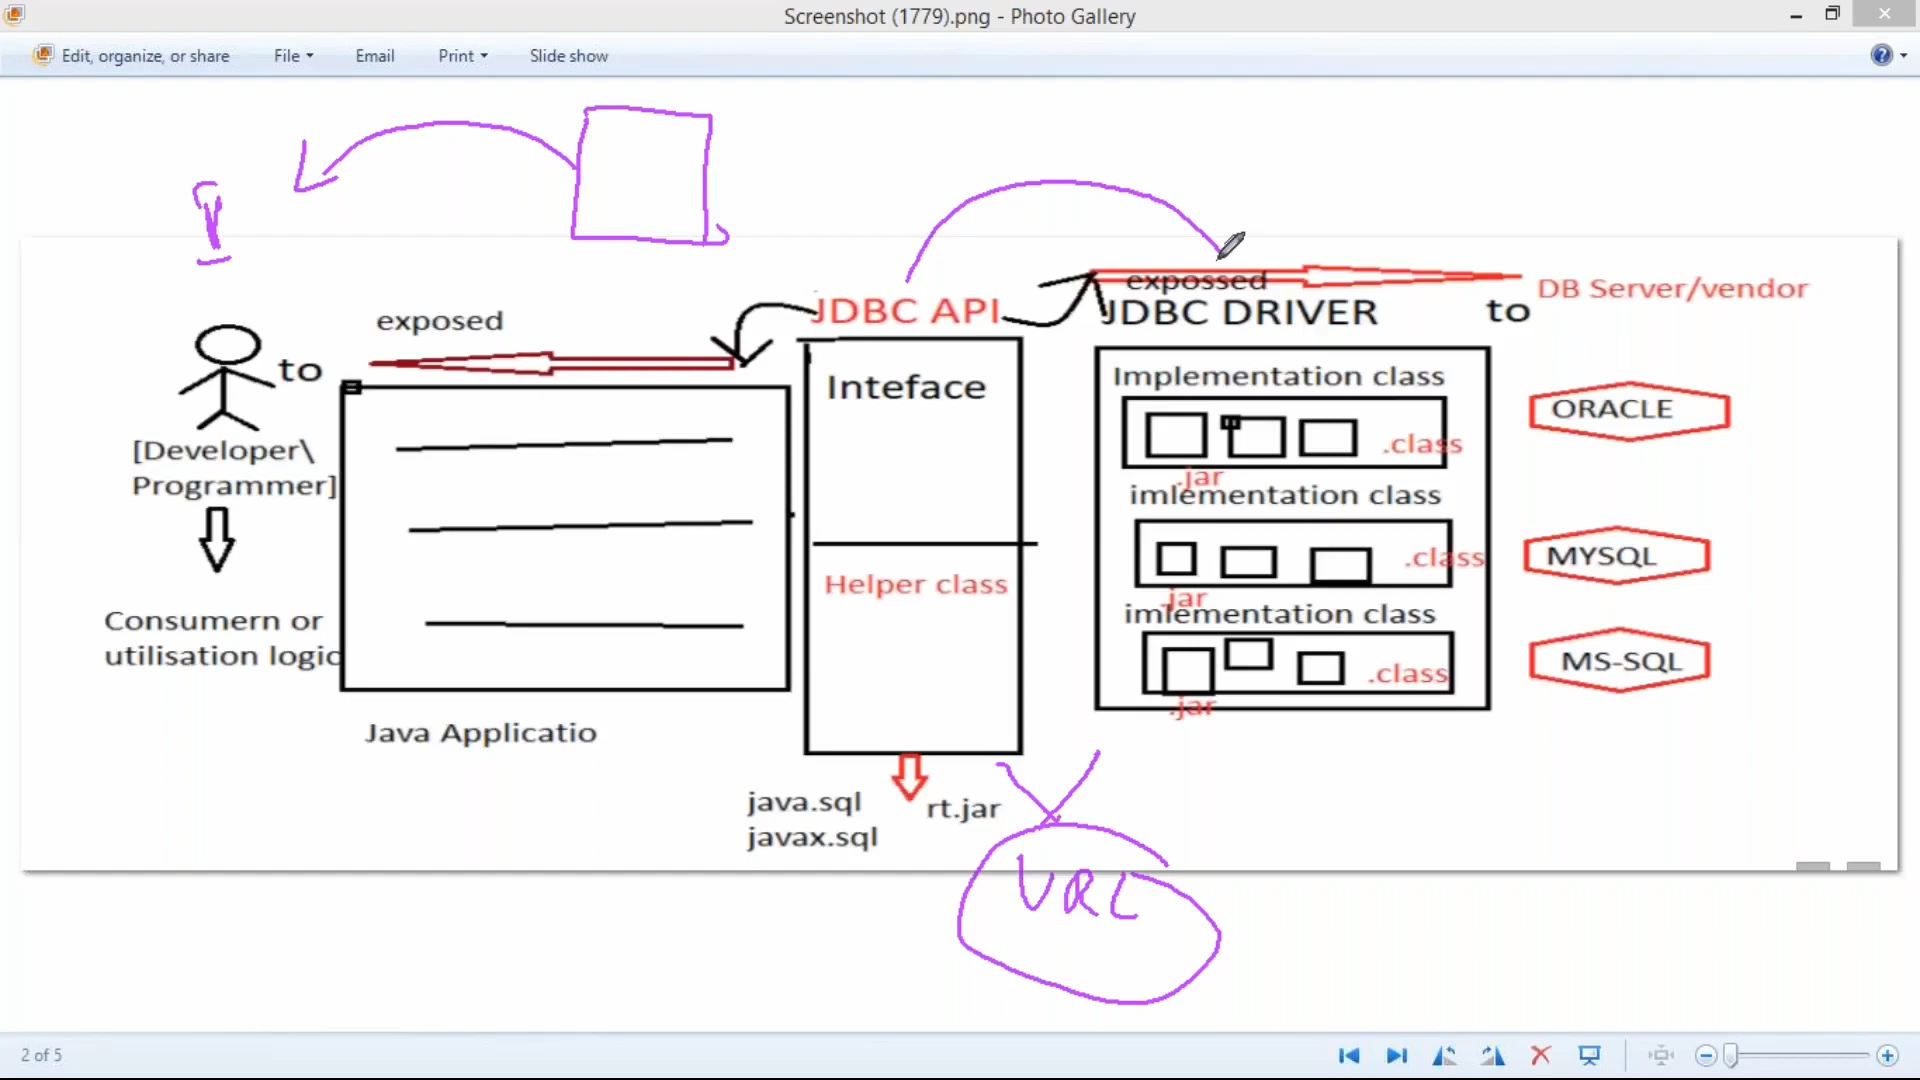 Screenshot (1779).png - Photo Gallery
Edit, organize, or share File Email Print Slide show
expossed
DB Server/vendor
exposed
JDBC API
JDBC DRIVER to
to
Inteface
Implementation class
ORACLE
.class
[Developer\
Programmer]
.jar
imlementation class
MYSQL
.class
Helper class
.jar
imlementation class
Consumern or
utilisation logic
MS-SQL
.class
.jar
Java Applicatio
java.sql
rt.jar
javax.sql
URL
2 of 5